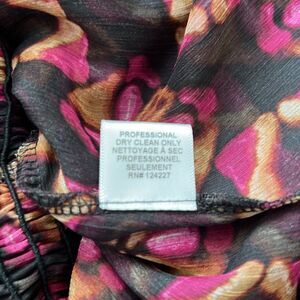 PROFESSIONAL
DRY CLEAN ONLY
NETTOYAGE À SEC
PROFESSIONNEL
SEULEMENT
RN# 124227